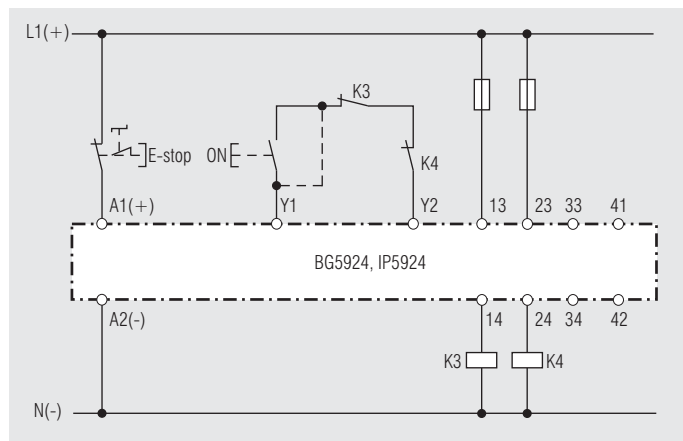 L1(+)
K3
E-stop
ON
K4
A1(+)
Y1
Y2
13
23
33
41
BG5924, IP5924
A2(-)
14
24
34
42
K3
K4
N(-)